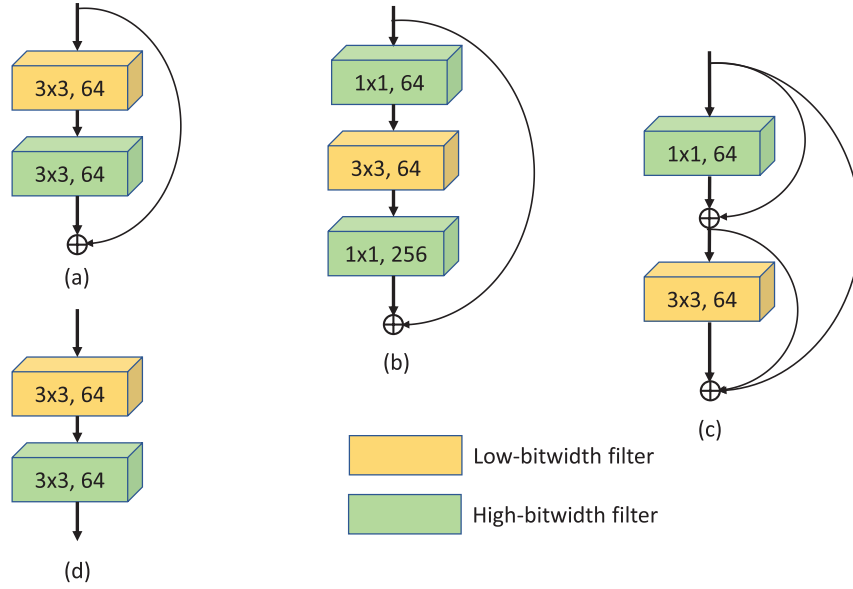 3x3, 64
3x3, 64
(a)
1x1, 64
3x3, 64
1x1, 256
(b)
1x1, 64
3x3, 64
(c)
3x3, 64
3x3, 64
(d)
Low-bitwidth filter
High-bitwidth filter